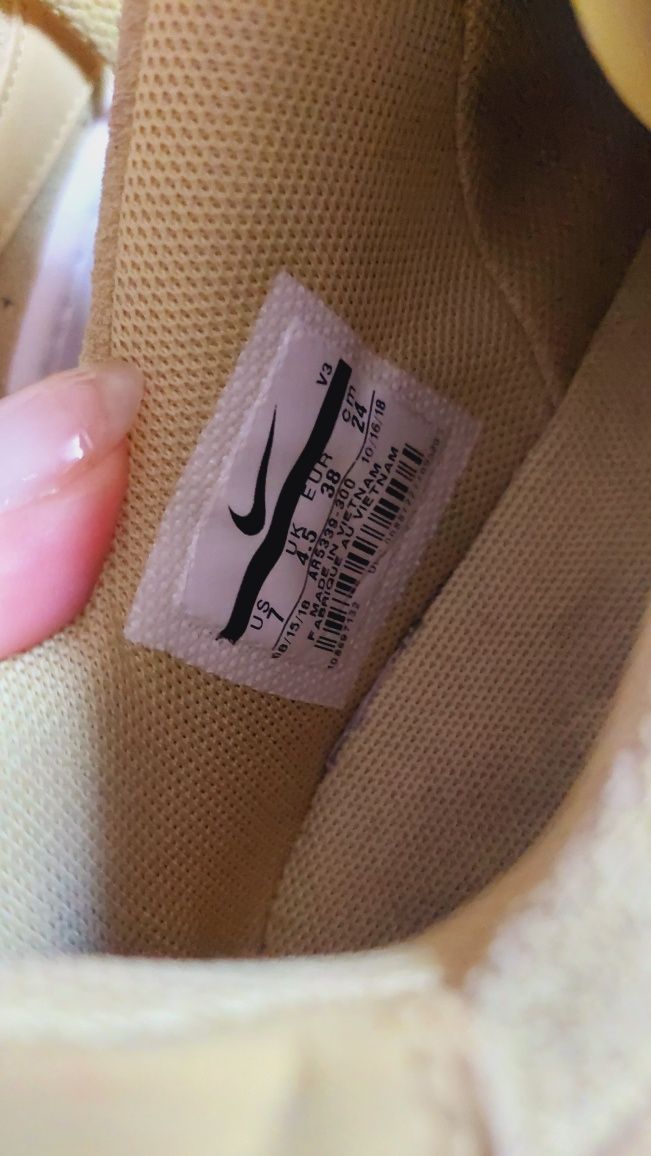 V3
US UK EUR cm
7 4.5 38 24
08/15/18 AR5339-300 10/16/18
MADE IN VIETNAM
FABRIQUE AU VIETNAM